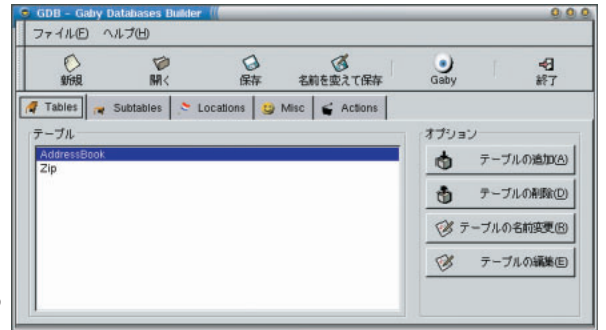 GDB - Gaby Databases Builder
ファイル(F) ヘルプ(H)
新規 開く 保存 名前を変えて保存 Gaby 終了
Tables Subtables Locations Misc Actions
テーブル オプション
AddressBook
Zip
テーブルの追加(A)
テーブルの削除(D)
テーブルの名前変更(R)
テーブルの編集(E)